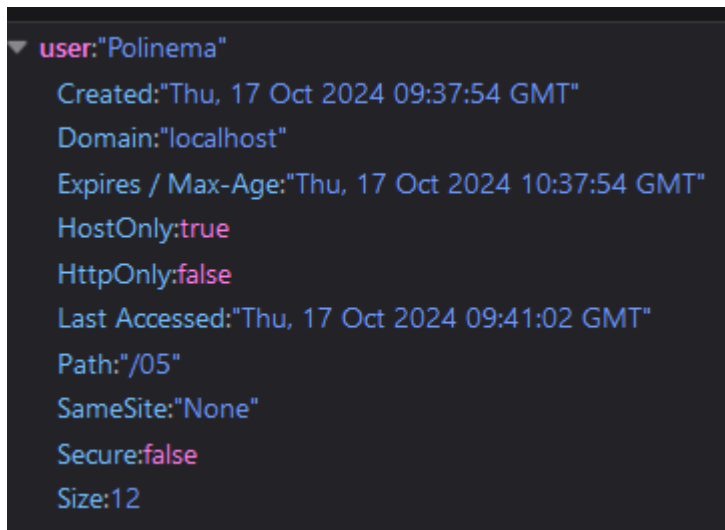 user:"Polinema"
Created:"Thu, 17 Oct 2024 09:37:54 GMT"
Domain:"localhost"
Expires / Max-Age:"Thu, 17 Oct 2024 10:37:54 GMT"
HostOnly:true
HttpOnly:false
Last Accessed:"Thu, 17 Oct 2024 09:41:02 GMT"
Path:"/05"
SameSite:"None"
Secure:false
Size:12